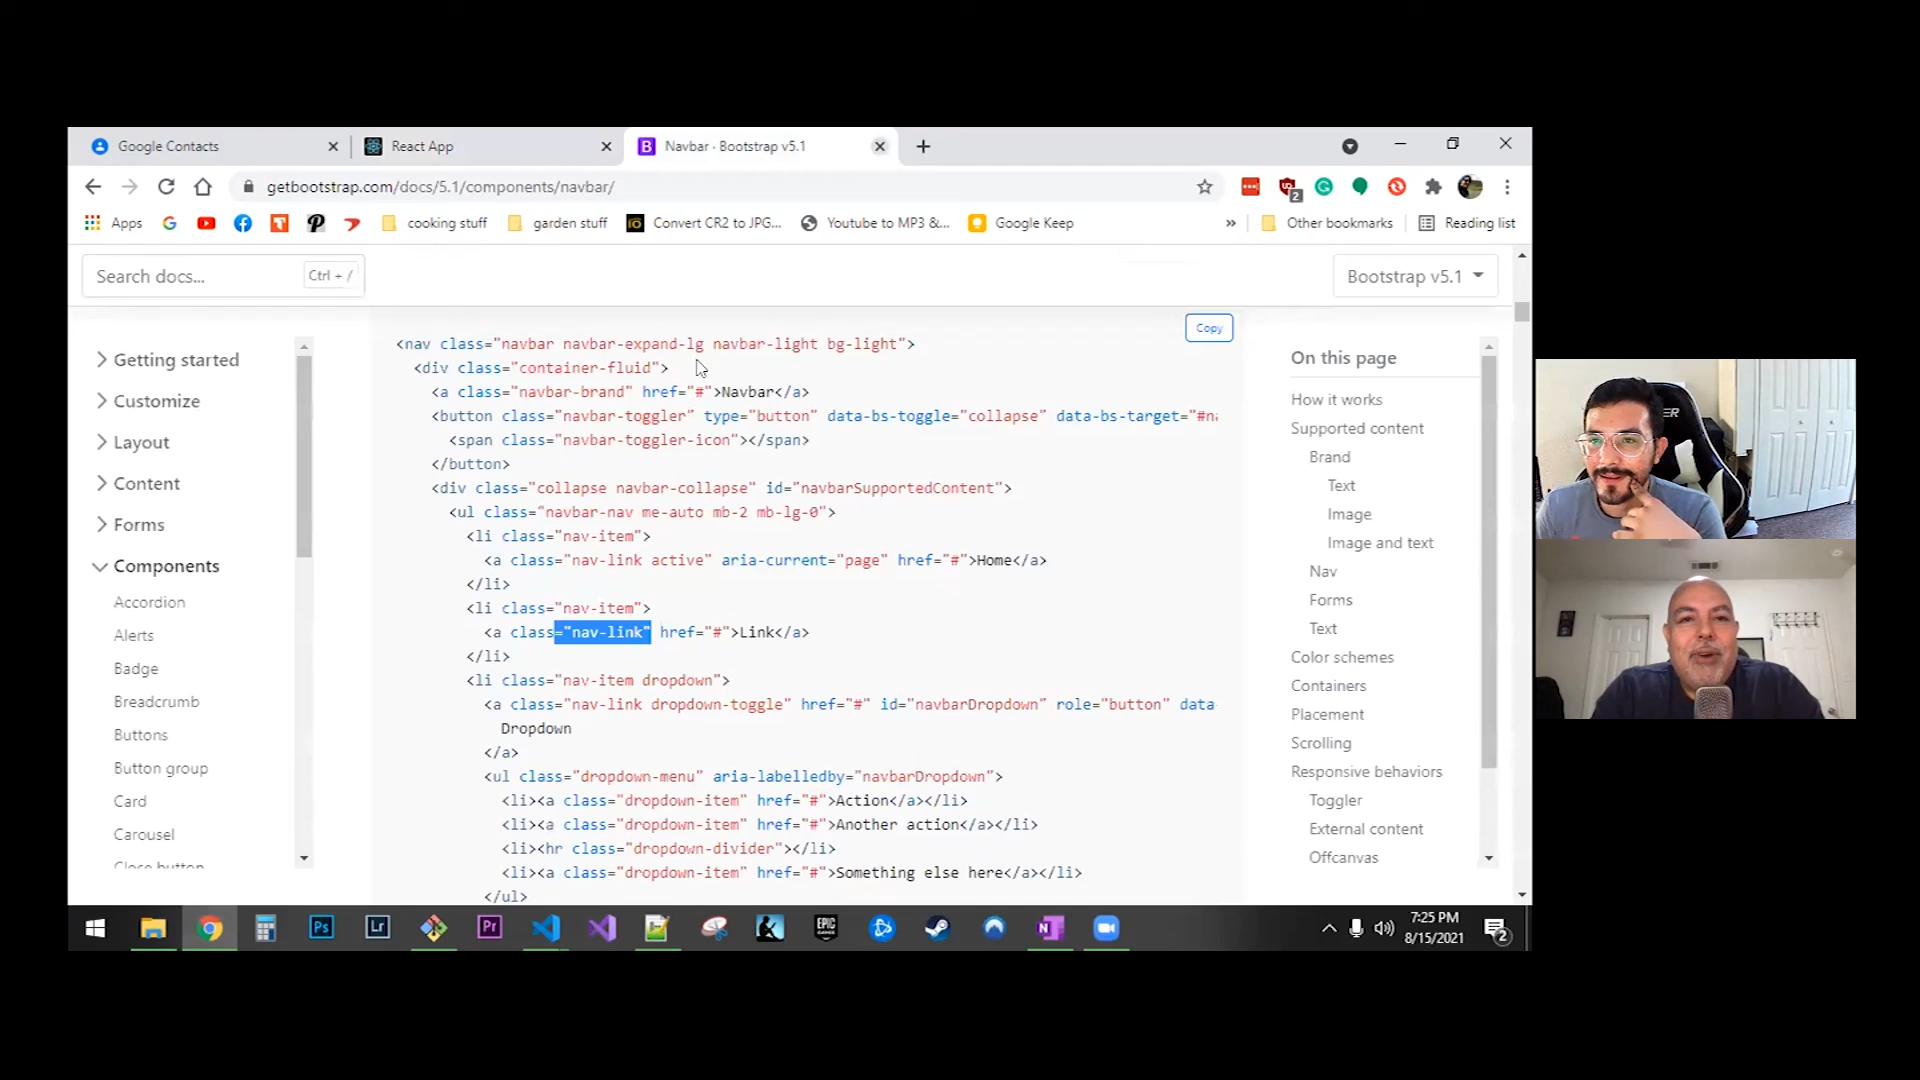 Google Contacts
React App
Navbar · Bootstrap v5.1
getbootstrap.com/docs/5.1/components/navbar/
2
Apps
cooking stuff
garden stuff
Convert CR2 to JPG...
Youtube to MP3 &...
Google Keep
»
Other bookmarks
Reading list
Search docs...
Ctrl + /
Bootstrap v5.1
Getting started
Customize
Layout
Content
Forms
Components
Accordion
Alerts
Badge
Breadcrumb
Buttons
Button group
Card
Carousel
Close button
Copy
<nav class="navbar navbar-expand-lg navbar-light bg-light">
<div class="container-fluid">
<a class="navbar-brand" href="#">Navbar</a>
<button class="navbar-toggler" type="button" data-bs-toggle="collapse" data-bs-target="#na
<span class="navbar-toggler-icon"></span>
</button>
<div class="collapse navbar-collapse" id="navbarSupportedContent">
<ul class="navbar-nav me-auto mb-2 mb-lg-0">
<li class="nav-item">
<a class="nav-link active" aria-current="page" href="#">Home</a>
</li>
<li class="nav-item">
<a class="nav-link" href="#">Link</a>
</li>
<li class="nav-item dropdown">
<a class="nav-link dropdown-toggle" href="#" id="navbarDropdown" role="button" data-
Dropdown
</a>
<ul class="dropdown-menu" aria-labelledby="navbarDropdown">
<li><a class="dropdown-item" href="#">Action</a></li>
<li><a class="dropdown-item" href="#">Another action</a></li>
<li><hr class="dropdown-divider"></li>
<li><a class="dropdown-item" href="#">Something else here</a></li>
</ul>
On this page
How it works
Supported content
Brand
Text
Image
Image and text
Nav
Forms
Text
Color schemes
Containers
Placement
Scrolling
Responsive behaviors
Toggler
External content
Offcanvas
Ps
Lr
Pr
EPIC
N
7:25 PM
8/15/2021
2